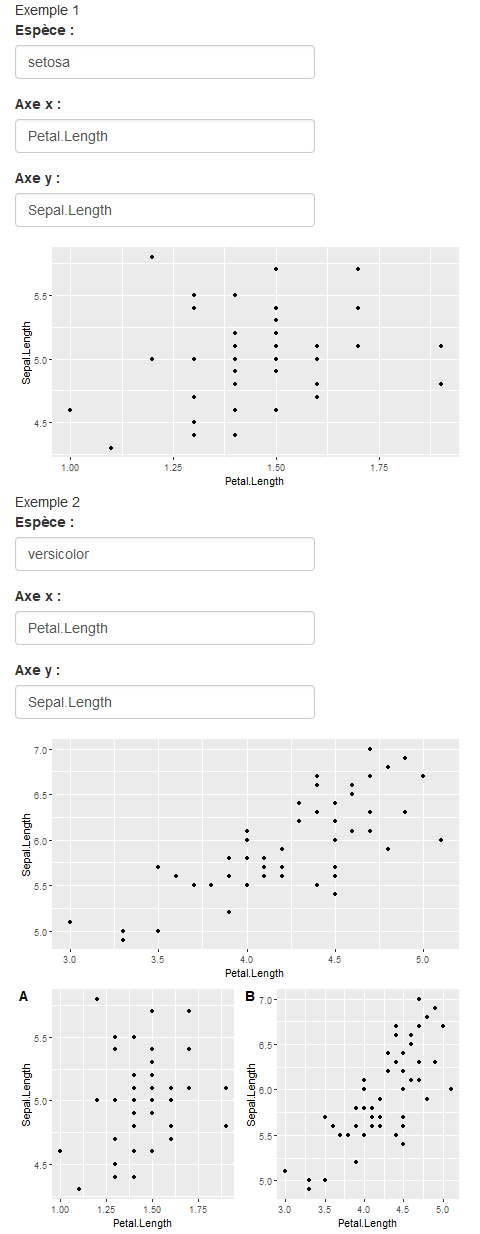 Exemple 1
Espèce :
setosa
Axe x :
Petal.Length
Axe y :
Sepal.Length
Sepal.Length
5.5
5.0
4.5
1.00 1.25 1.50 1.75
Petal.Length
Exemple 2
Espèce :
versicolor
Axe x :
Petal.Length
Axe y :
Sepal.Length
Sepal.Length
7.0
6.5
6.0
5.5
5.0
3.0 3.5 4.0 4.5 5.0
Petal.Length
A
Sepal.Length
5.5
5.0
4.5
1.00 1.25 1.50 1.75
Petal.Length
B
Sepal.Length
7.0
6.5
6.0
5.5
5.0
3.0 3.5 4.0 4.5 5.0
Petal.Length